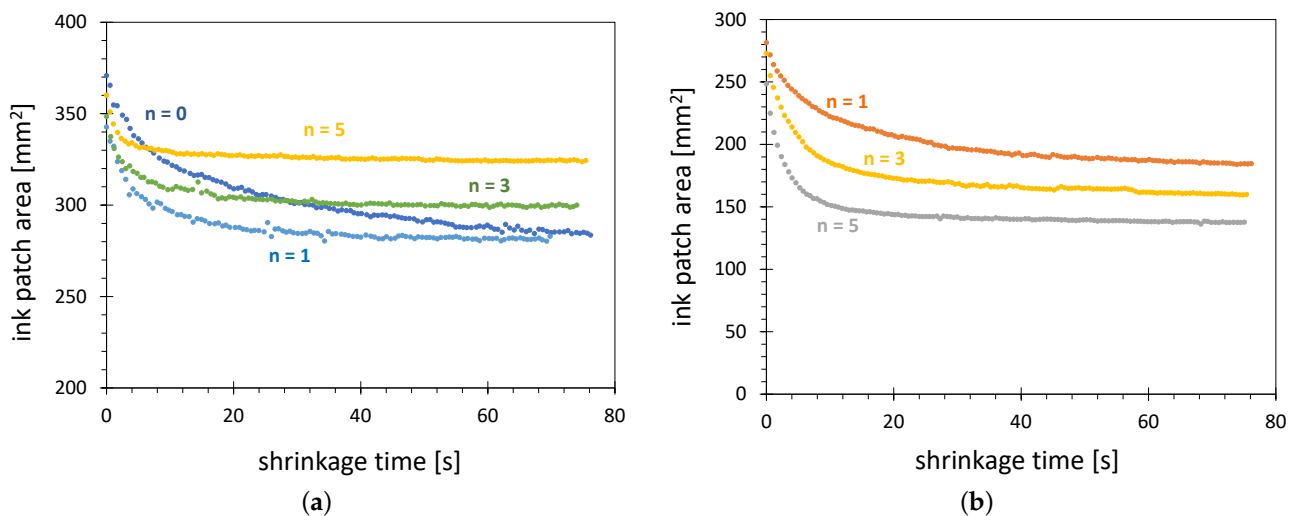 400
350
300
250
200
0
20
40
60
80
ink patch area [mm²]
shrinkage time [s]
n = 0
n = 5
n = 3
n = 1
(a)
300
250
200
150
100
50
0
0
20
40
60
80
ink patch area [mm²]
shrinkage time [s]
n = 1
n = 3
n = 5
(b)